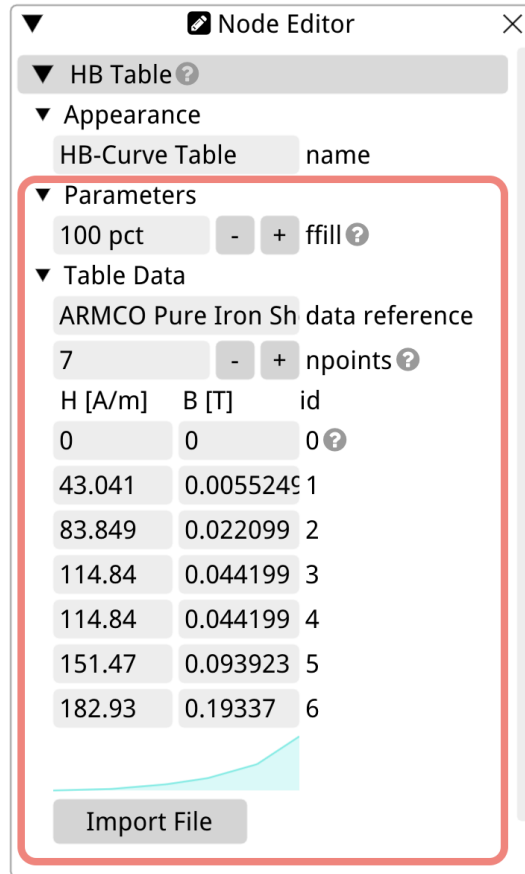 Node Editor
HB Table
Appearance
HB-Curve Table name
Parameters
100 pct - + ffill ?
Table Data
ARMCO Pure Iron Sh data reference
7 - + npoints ?
H [A/m] B [T] id
0 0 0 ?
43.041 0.0055249 1
83.849 0.022099 2
114.84 0.044199 3
114.84 0.044199 4
151.47 0.093923 5
182.93 0.19337 6
Import File